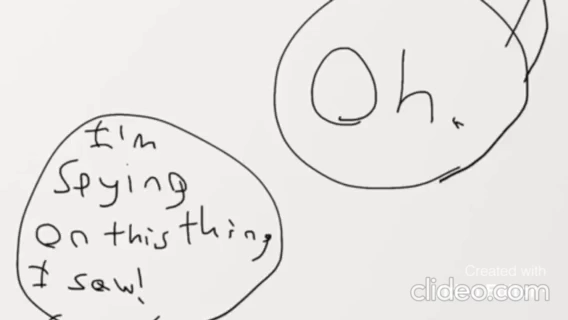 Oh.
I'm
Spying
On this thing
I saw!
Created with
clideo.com